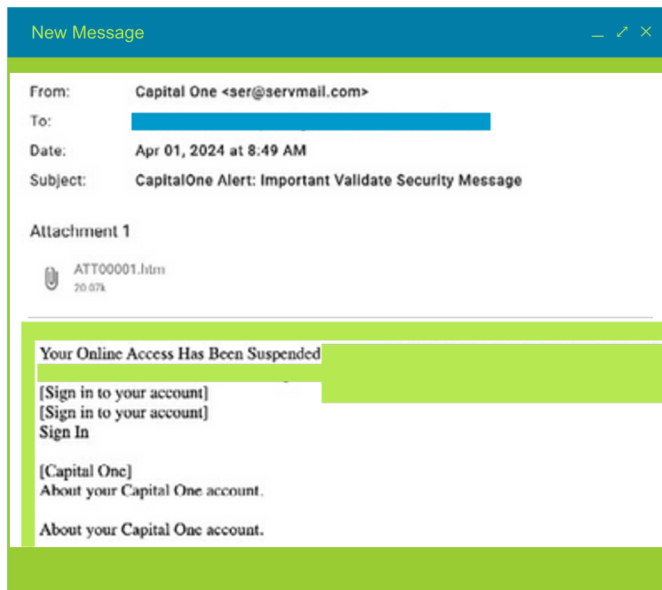 New Message
From: Capital One <ser@servmail.com>
To:
Date: Apr 01, 2024 at 8:49 AM
Subject: CapitalOne Alert: Important Validate Security Message
Attachment 1
ATT00001.htm
20.07k
Your Online Access Has Been Suspended
[Sign in to your account]
[Sign in to your account]
Sign In
[Capital One]
About your Capital One account.
About your Capital One account.